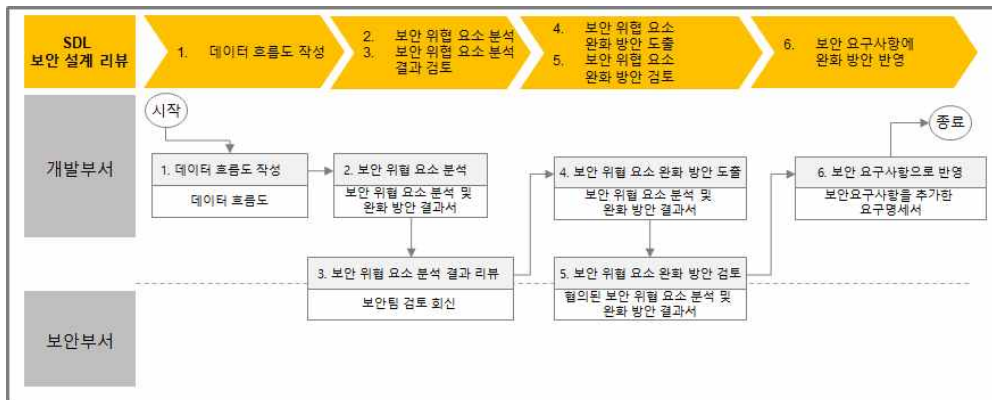 SDL
보안 설계 리뷰
1. 데이터 흐름도 작성
2. 보안 위협 요소 분석
3. 보안 위협 요소 분석
결과 검토
4. 보안 위협 요소
완화 방안 도출
5. 보안 위협 요소
완화 방안 검토
6. 보안 요구사항에
완화 방안 반영
개발부서
시작
종료
1. 데이터 흐름도 작성
데이터 흐름도
2. 보안 위협 요소 분석
보안 위협 요소 분석 및
완화 방안 결과서
4. 보안 위협 요소 완화 방안 도출
보안 위협 요소 분석 및
완화 방안 결과서
6. 보안 요구사항으로 반영
보안요구사항을 추가한
요구명세서
3. 보안 위협 요소 분석 결과 리뷰
보안팀 검토 회신
5. 보안 위협 요소 완화 방안 검토
협의된 보안 위협 요소 분석 및
완화 방안 결과서
보안부서